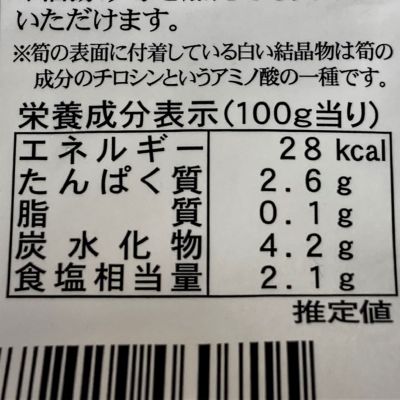 いただけます。
※筍の表面に付着している白い結晶物は筍の
成分のチロシンというアミノ酸の一種です。
栄養成分表示(100g当り)
エネルギー 28 kcal
たんぱく質 2.6 g
脂質 0.1 g
炭水化物 4.2 g
食塩相当量 2.1 g
推定値